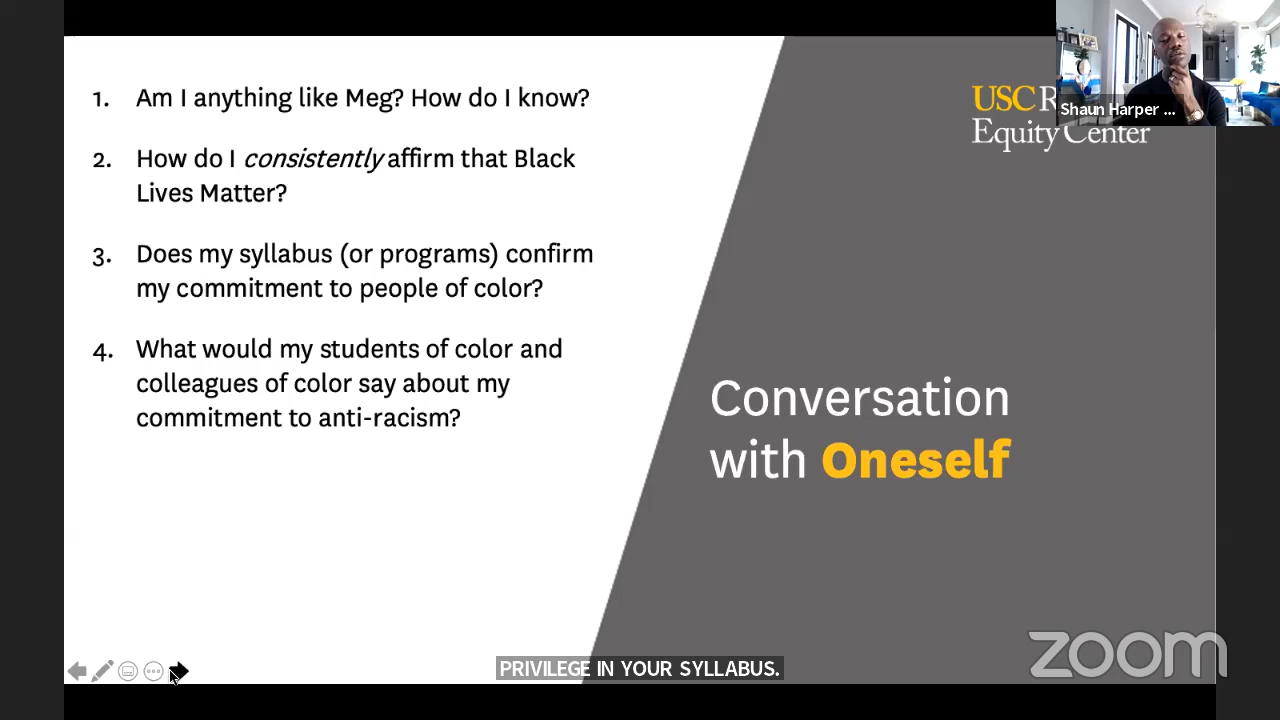 1. Am I anything like Meg? How do I know?
2. How do I consistently affirm that Black
Lives Matter?
3. Does my syllabus (or programs) confirm
my commitment to people of color?
4. What would my students of color and
colleagues of color say about my
commitment to anti-racism?
USC R
Equity Center
Shaun Harper ...
Conversation
with Oneself
PRIVILEGE IN YOUR SYLLABUS.
zoom